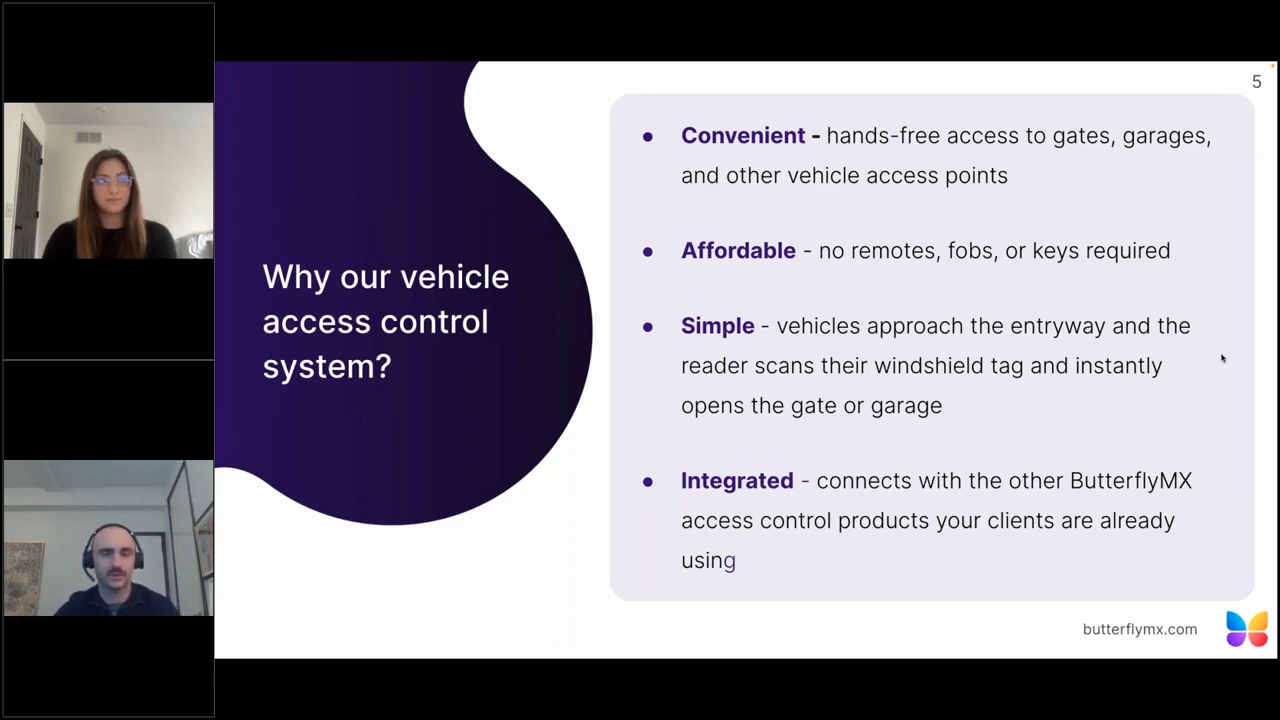 5
Why our vehicle
access control
system?
● Convenient - hands-free access to gates, garages,
and other vehicle access points
● Affordable - no remotes, fobs, or keys required
● Simple - vehicles approach the entryway and the
reader scans their windshield tag and instantly
opens the gate or garage
● Integrated - connects with the other ButterflyMX
access control products your clients are already
using
butterflymx.com